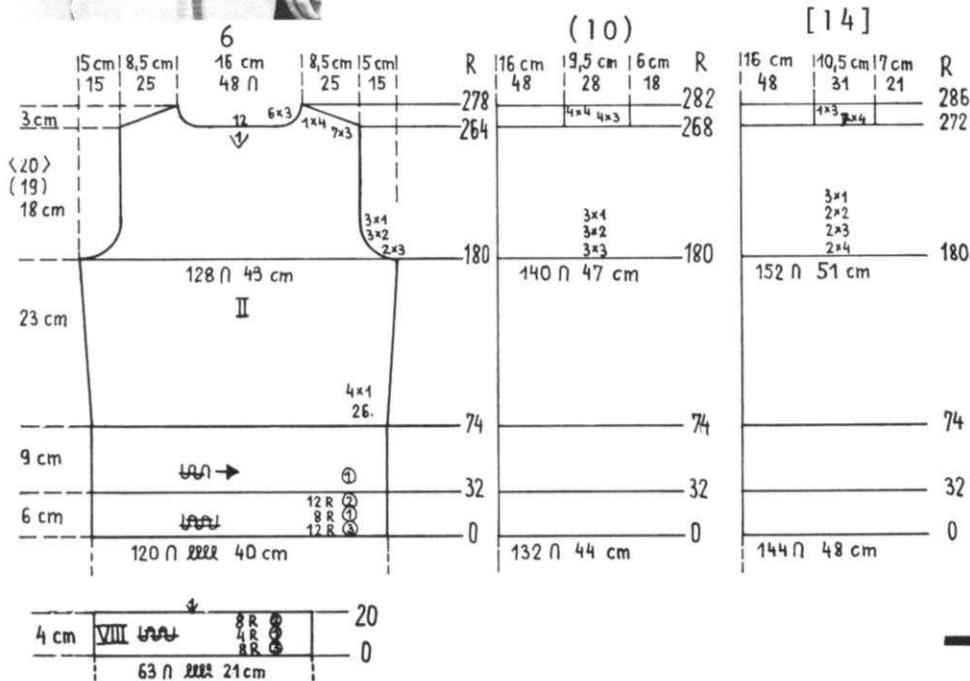 6 (10) [14]
5 cm 8,5 cm 16 cm 8,5 cm 5 cm R 16 cm 9,5 cm 6 cm R 16 cm 10,5 cm 7 cm R
15 25 48 ∩ 25 15 48 28 18 48 31 21
278 282 286
3 cm 12 6×3 1×4 7×3 264 4×4 4×3 268 1×3 7×4 272
1
<20>
(19)
18 cm
3×1 3×1 3×1
3×2 3×2 2×2
2×3 3×3 2×3
2×4
180 180 180
128 ∩ 43 cm 140 ∩ 47 cm 152 ∩ 51 cm
II
23 cm
4×1
26.
74 74 74
9 cm ①
32 32 32
6 cm 12 R ②
8 R ①
12 R ③
0 0 0
120 ∩ 40 cm 132 ∩ 44 cm 144 ∩ 48 cm
1 20
4 cm VIII 8 R ②
4 R ①
8 R ③
0
63 ∩ 21 cm